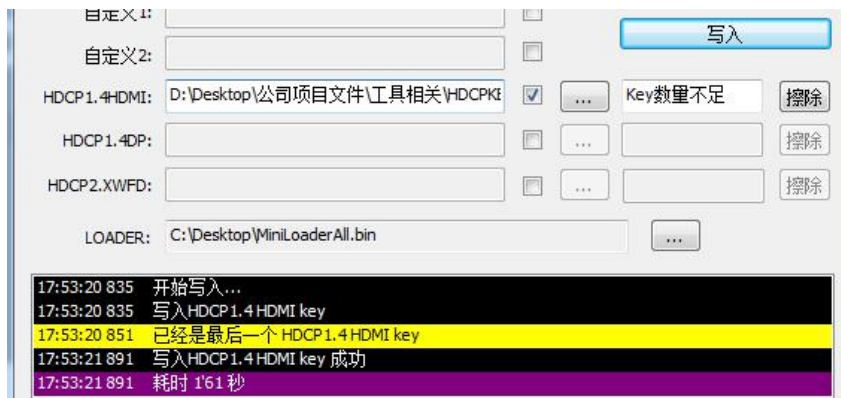 自定义1:
写入
自定义2:
HDCP1.4HDMI: D:\Desktop\公司项目文件\工具相关\HDCPKE ... Key数量不足 擦除
HDCP1.4DP: ... 擦除
HDCP2.XWFD: ... 擦除
LOADER: C:\Desktop\MiniLoaderAll.bin ...
17:53:20 835 开始写入...
17:53:20 835 写入HDCP1.4 HDMI key
17:53:20 851 已经是最后一个 HDCP1.4 HDMI key
17:53:21 891 写入HDCP1.4 HDMI key 成功
17:53:21 891 耗时 1'61 秒